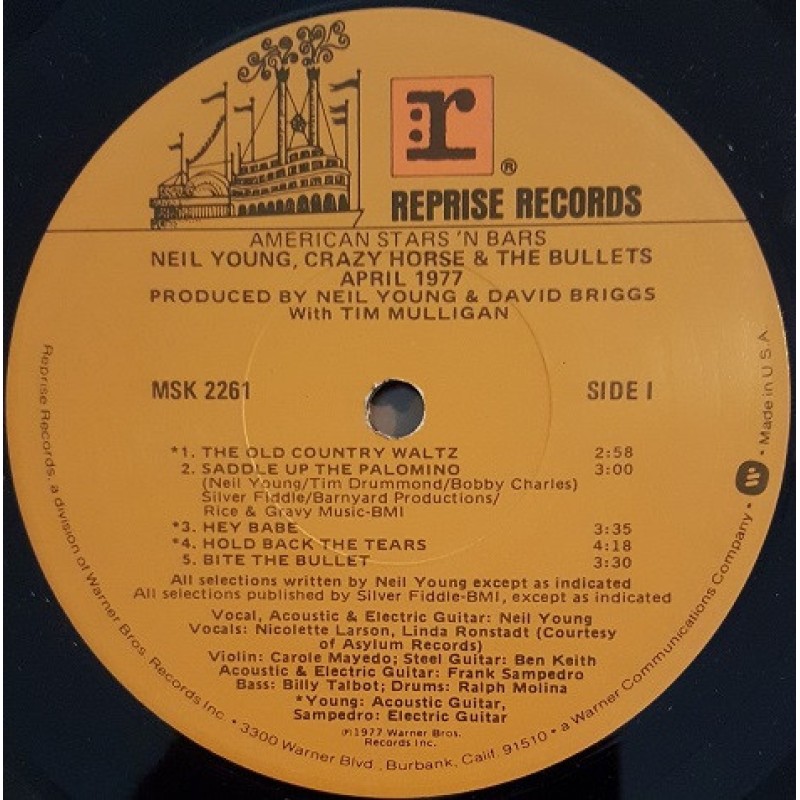 r
®
REPRISE RECORDS
AMERICAN STARS 'N BARS
NEIL YOUNG, CRAZY HORSE & THE BULLETS
APRIL 1977
PRODUCED BY NEIL YOUNG & DAVID BRIGGS
With TIM MULLIGAN
MSK 2261
SIDE 1
*1. THE OLD COUNTRY WALTZ 2:58
2. SADDLE UP THE PALOMINO 3:00
(Neil Young/Tim Drummond/Bobby Charles)
Silver Fiddle/Barnyard Productions/
Rice & Gravy Music-BMI
*3. HEY BABE 3:35
*4. HOLD BACK THE TEARS 4:18
5. BITE THE BULLET 3:30
All selections written by Neil Young except as indicated
All selections published by Silver Fiddle-BMI, except as indicated
Vocal, Acoustic & Electric Guitar: Neil Young
Vocals: Nicolette Larson, Linda Ronstadt (Courtesy
of Asylum Records)
Violin: Carole Mayedo; Steel Guitar: Ben Keith
Acoustic & Electric Guitar: Frank Sampedro
Bass: Billy Talbot; Drums: Ralph Molina
*Young: Acoustic Guitar,
Sampedro: Electric Guitar
℗1977 Warner Bros.
Records Inc.
Reprise Records, a division of Warner Bros. Records Inc. • 3300 Warner Blvd., Burbank, Calif. 91510 • a Warner Communications Company • W • Made in U.S.A